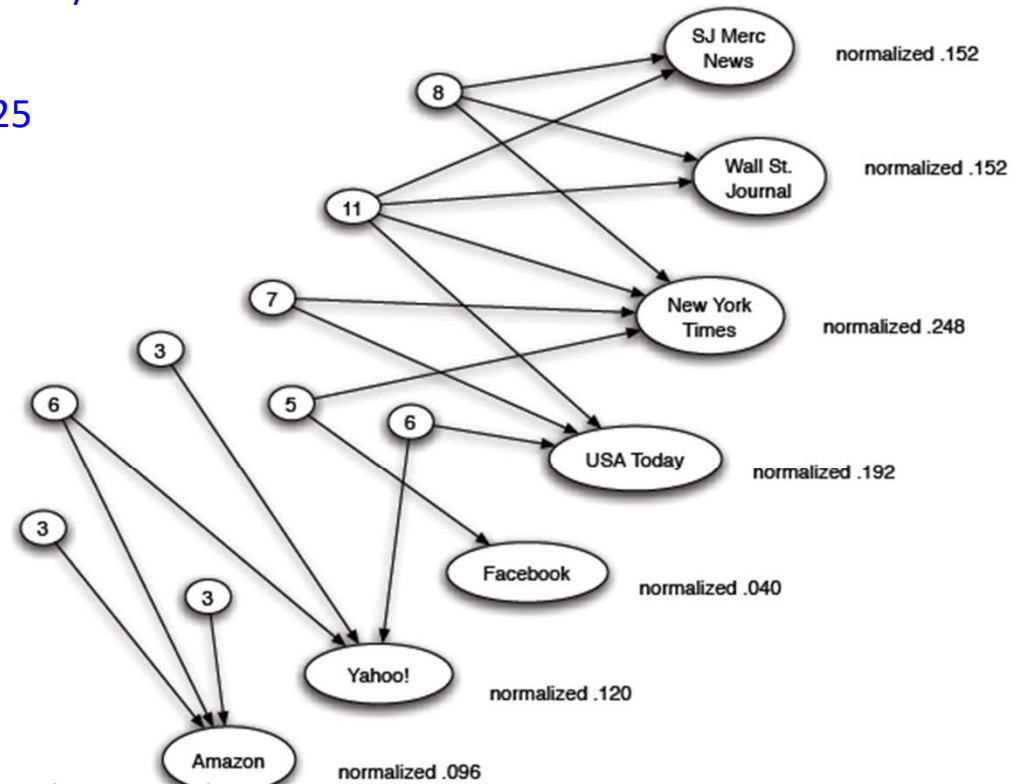 25
SJ Merc
News
normalized .152
8
Wall St.
Journal
normalized .152
11
New York
Times
normalized .248
7
3
5
6
6
USA Today
normalized .192
3
Facebook
normalized .040
3
Yahoo!
normalized .120
Amazon
normalized .096